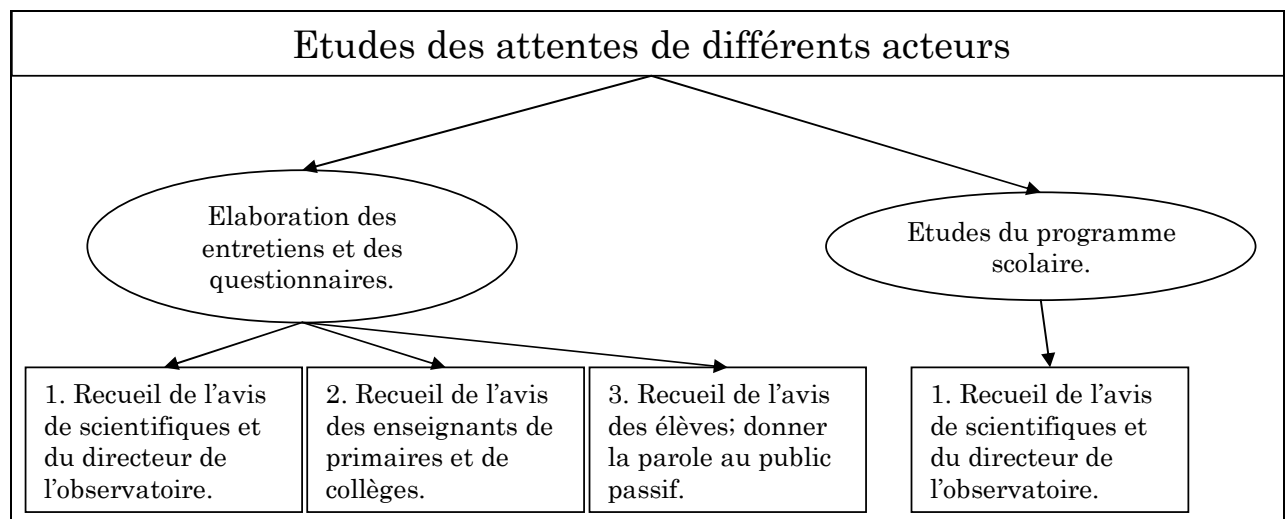 Etudes des attentes de différents acteurs
Elaboration des
entretiens et des
questionnaires.
Etudes du programme
scolaire.
1. Recueil de l’avis
de scientifiques et
du directeur de
l’observatoire.
2. Recueil de l’avis
des enseignants de
primaires et de
collèges.
3. Recueil de l’avis
des élèves; donner
la parole au public
passif.
1. Recueil de l’avis
de scientifiques et
du directeur de
l’observatoire.